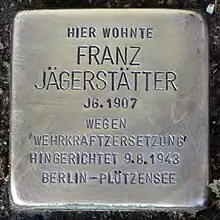 HIER WOHNTE
FRANZ
JÄGERSTÄTTER
JG. 1907
WEGEN
'WEHRKRAFTZERSETZUNG'
HINGERICHTET 9.8.1943
BERLIN-PLÖTZENSEE